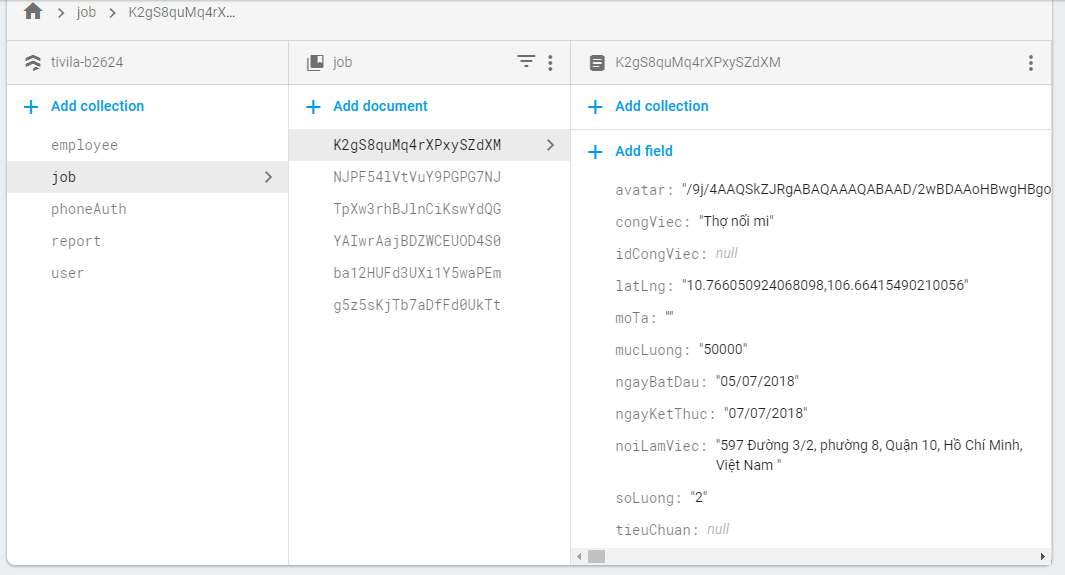 job
K2gS8quMq4rX...
tivila-b2624
job
K2gS8quMq4rXPxySZdXM
Add collection
Add document
Add collection
employee
job
phoneAuth
report
user
K2gS8quMq4rXPxySZdXM
NJPF54lVtVuY9PGPG7NJ
TpXw3rhBJlnCiKswYdQG
YAIwrAajBDZWCEUOD4S0
ba12HUFd3UXi1Y5waPEm
g5z5sKjTb7aDfFd0UkTt
Add field
avatar: "/9j/4AAQSkZJRgABAQAAAQABAAD/2wBDAAoHBwgHBgo
congViec: "Thợ nối mi"
idCongViec: null
latLng: "10.766050924068098,106.66415490210056"
moTa: ""
mucLuong: "50000"
ngayBatDau: "05/07/2018"
ngayKetThuc: "07/07/2018"
noiLamViec: "597 Đường 3/2, phường 8, Quận 10, Hồ Chí Minh,
Việt Nam "
soLuong: "2"
tieuChuan: null